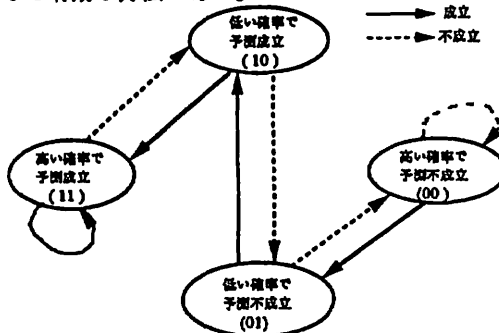 成立
不成立
低い確率で
予測成立
(10)
高い確率で
予測成立
(11)
高い確率で
予測不成立
(00)
低い確率で
予測不成立
(01)